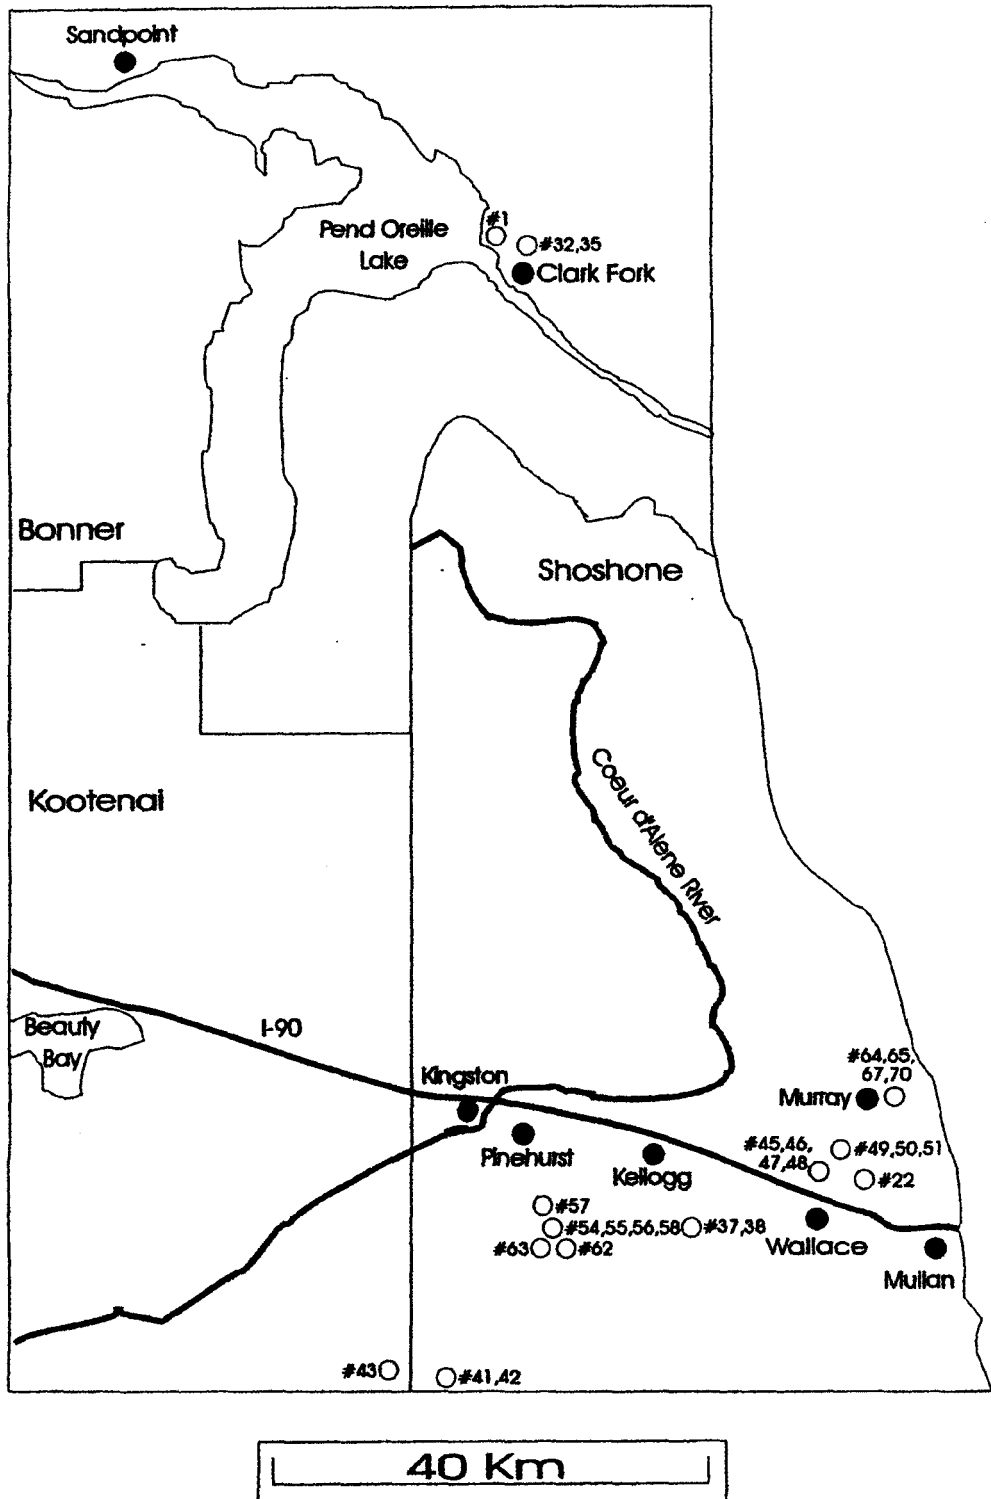 Sandpoint
#1
Pend Oreille
Lake
#32,35
Clark Fork
Bonner
Shoshone
Kootenai
Coeur d'Alene River
Beauty
Bay
I-90
Kingston
#64,65,
67,70
Murray
Pinehurst
Kellogg
#45,46,
47,48
#49,50,51
#22
#57
#54,55,56,58
#37,38
#63
#62
Wallace
Mullan
#43
#41,42
40 Km